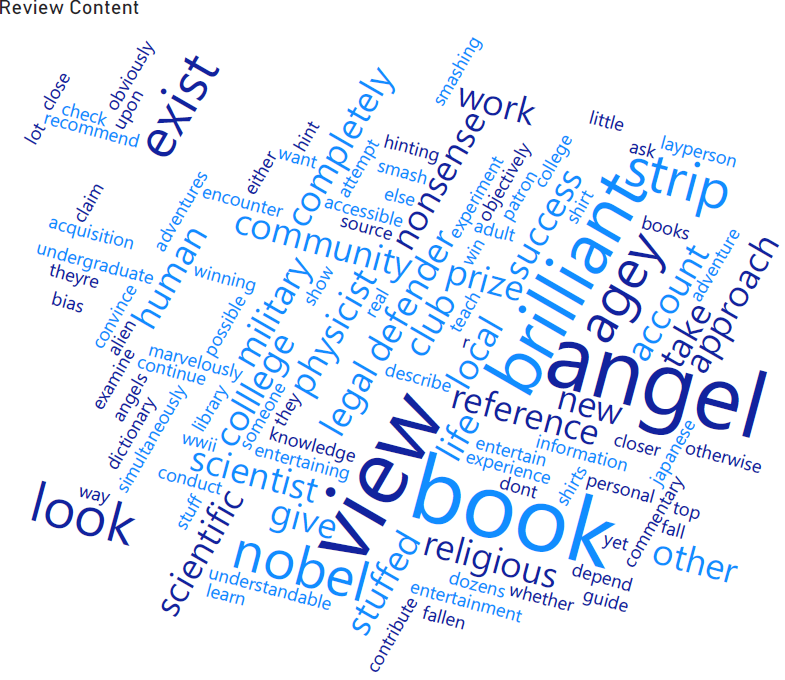 Review Content
smashing
close
obviously
exist
completely
work
check
upon
nonsense
little
lot
recommend
hint
hinting
ask
layperson
either
want
attempt
smash
experiment
objectively
college
strip
claim
adventures
encounter
else
patron
success
shirt
brilliant
accessible
source
adult
books
acquisition
community
win
undergraduate
human
defender
prize
agey
account
adventure
theyre
winning
show
physicist
real
approach
bias
military
club
teach
take
convince
possible
r
local
angel
alien
marvelously
continue
colllege
legal
describe
examine
angels
library
someone
they
reference
new
dictionary
simultaneously
wwii
knowledge
view
life
closer
otherwise
scientist
entertaining
entertain
information
japanese
experience
conduct
book
dont
shirts
personal
way
look
stuff
give
commentary
top
fall
scientific
nobel
stuffed
religious
yet
other
understandable
dozens
whether
depend
learn
entertainment
guide
contribute
fallen